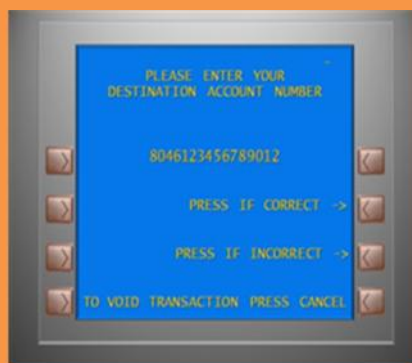 PLEASE ENTER YOUR
DESTINATION ACCOUNT NUMBER
8046123456789012
PRESS IF CORRECT ->
PRESS IF INCORRECT ->
TO VOID TRANSACTION PRESS CANCEL